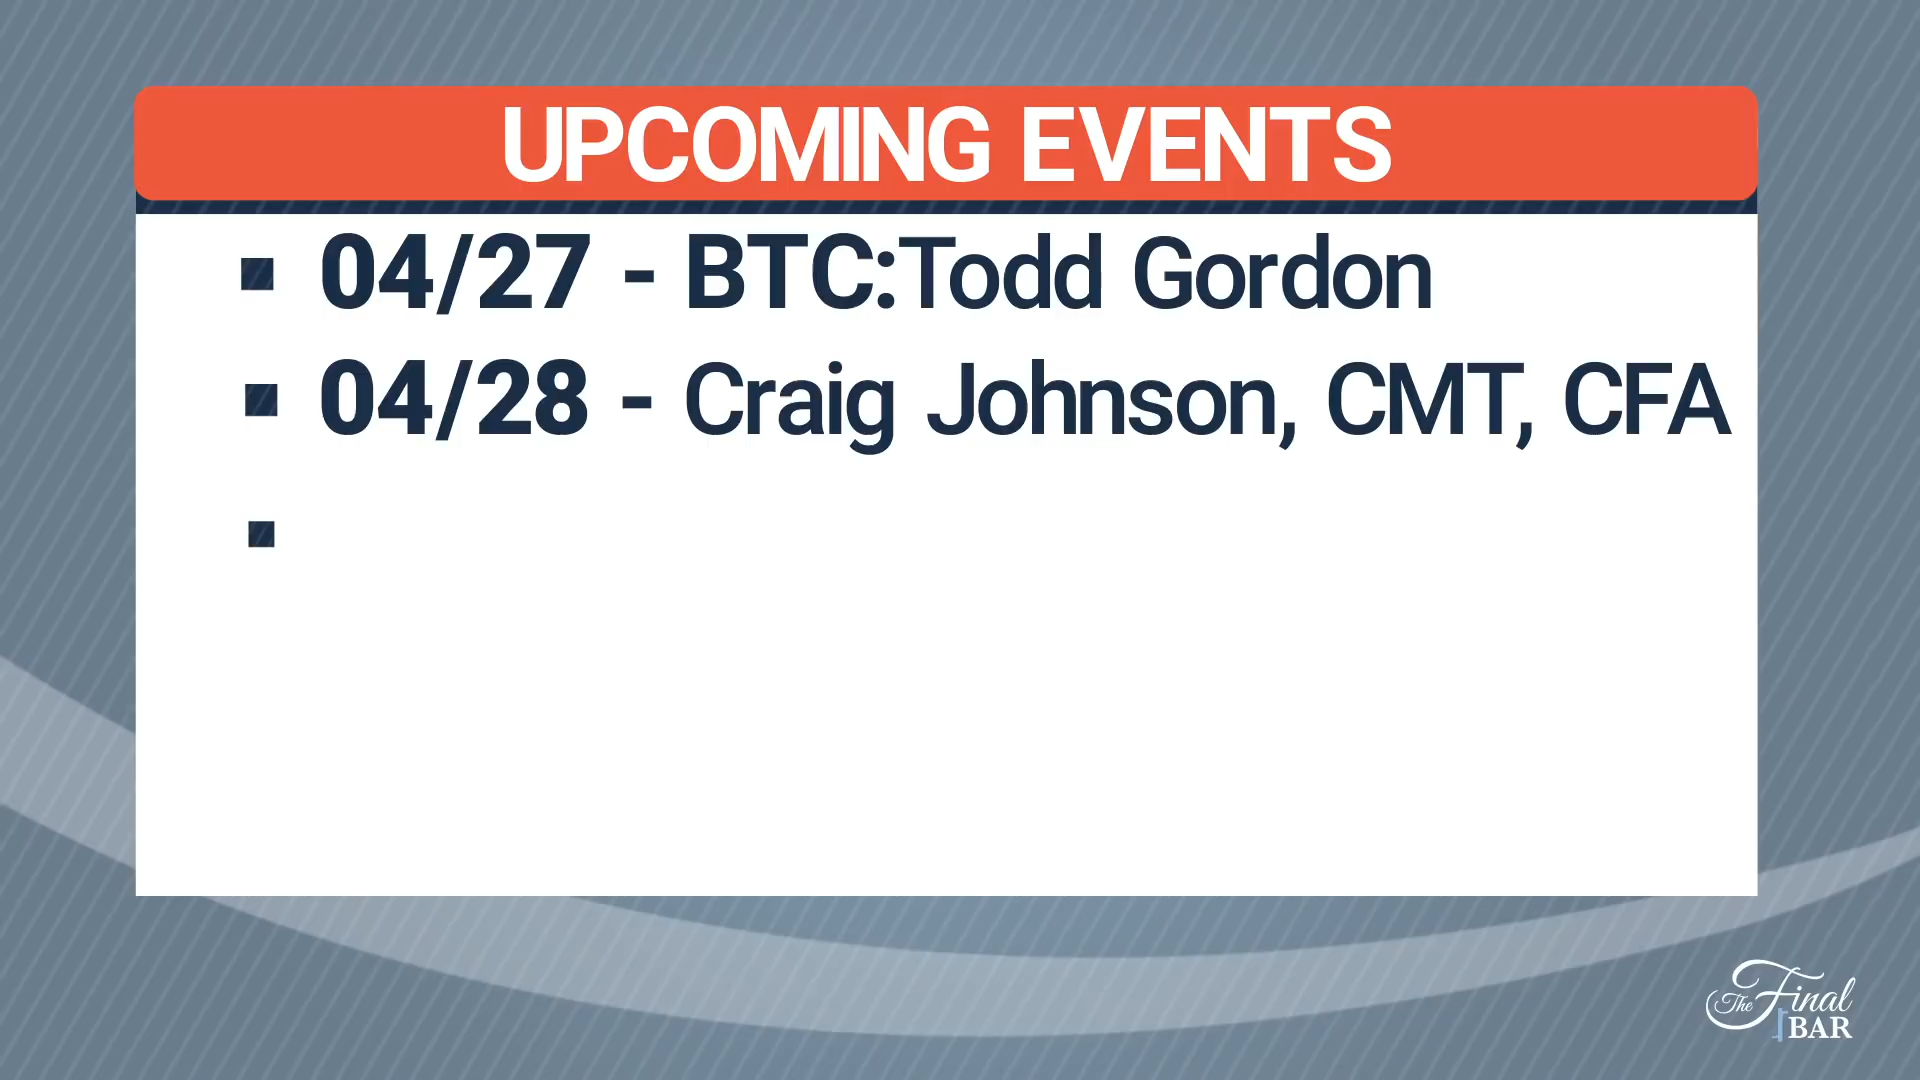 UPCOMING EVENTS
▪ 04/27 - BTC:Todd Gordon
▪ 04/28 - Craig Johnson, CMT, CFA
▪
The Final
BAR